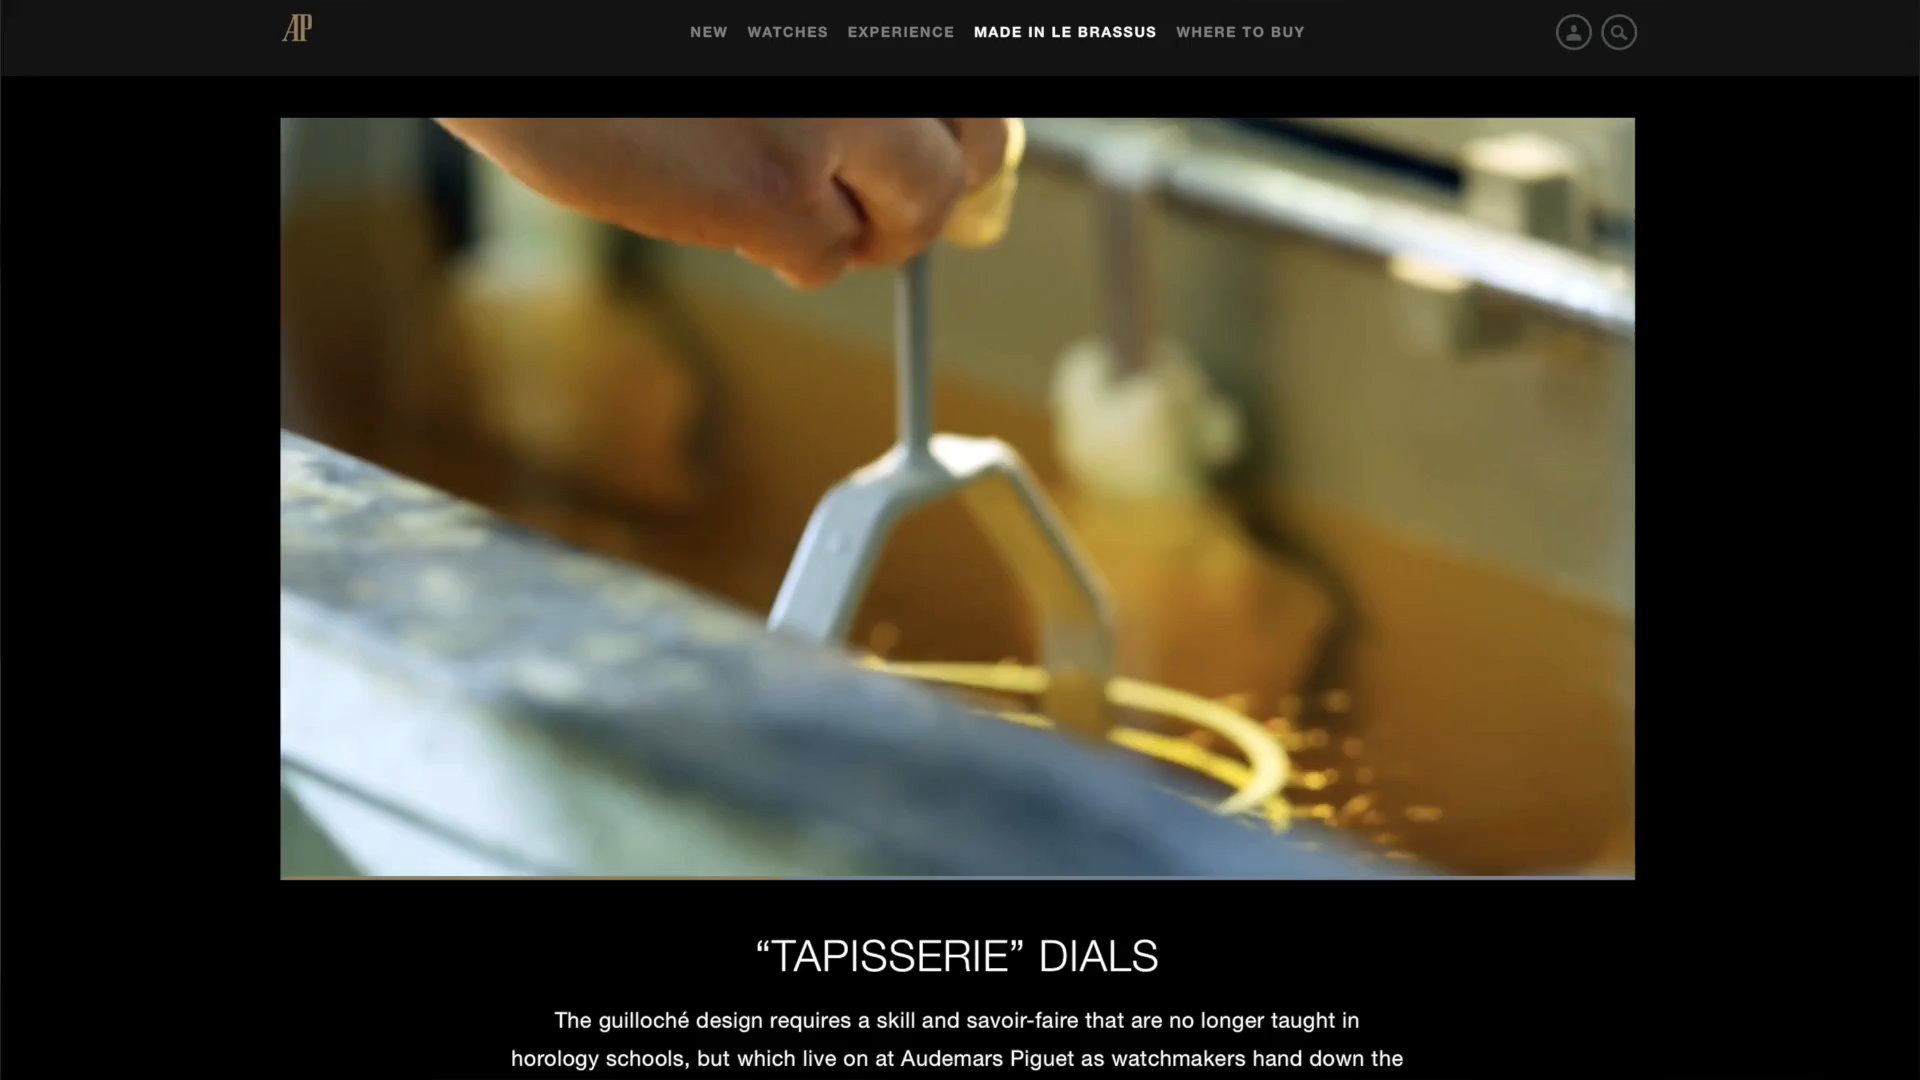 AP
NEW WATCHES EXPERIENCE MADE IN LE BRASSUS WHERE TO BUY
“TAPISSERIE” DIALS
The guilloché design requires a skill and savoir-faire that are no longer taught in
horology schools, but which live on at Audemars Piguet as watchmakers hand down the